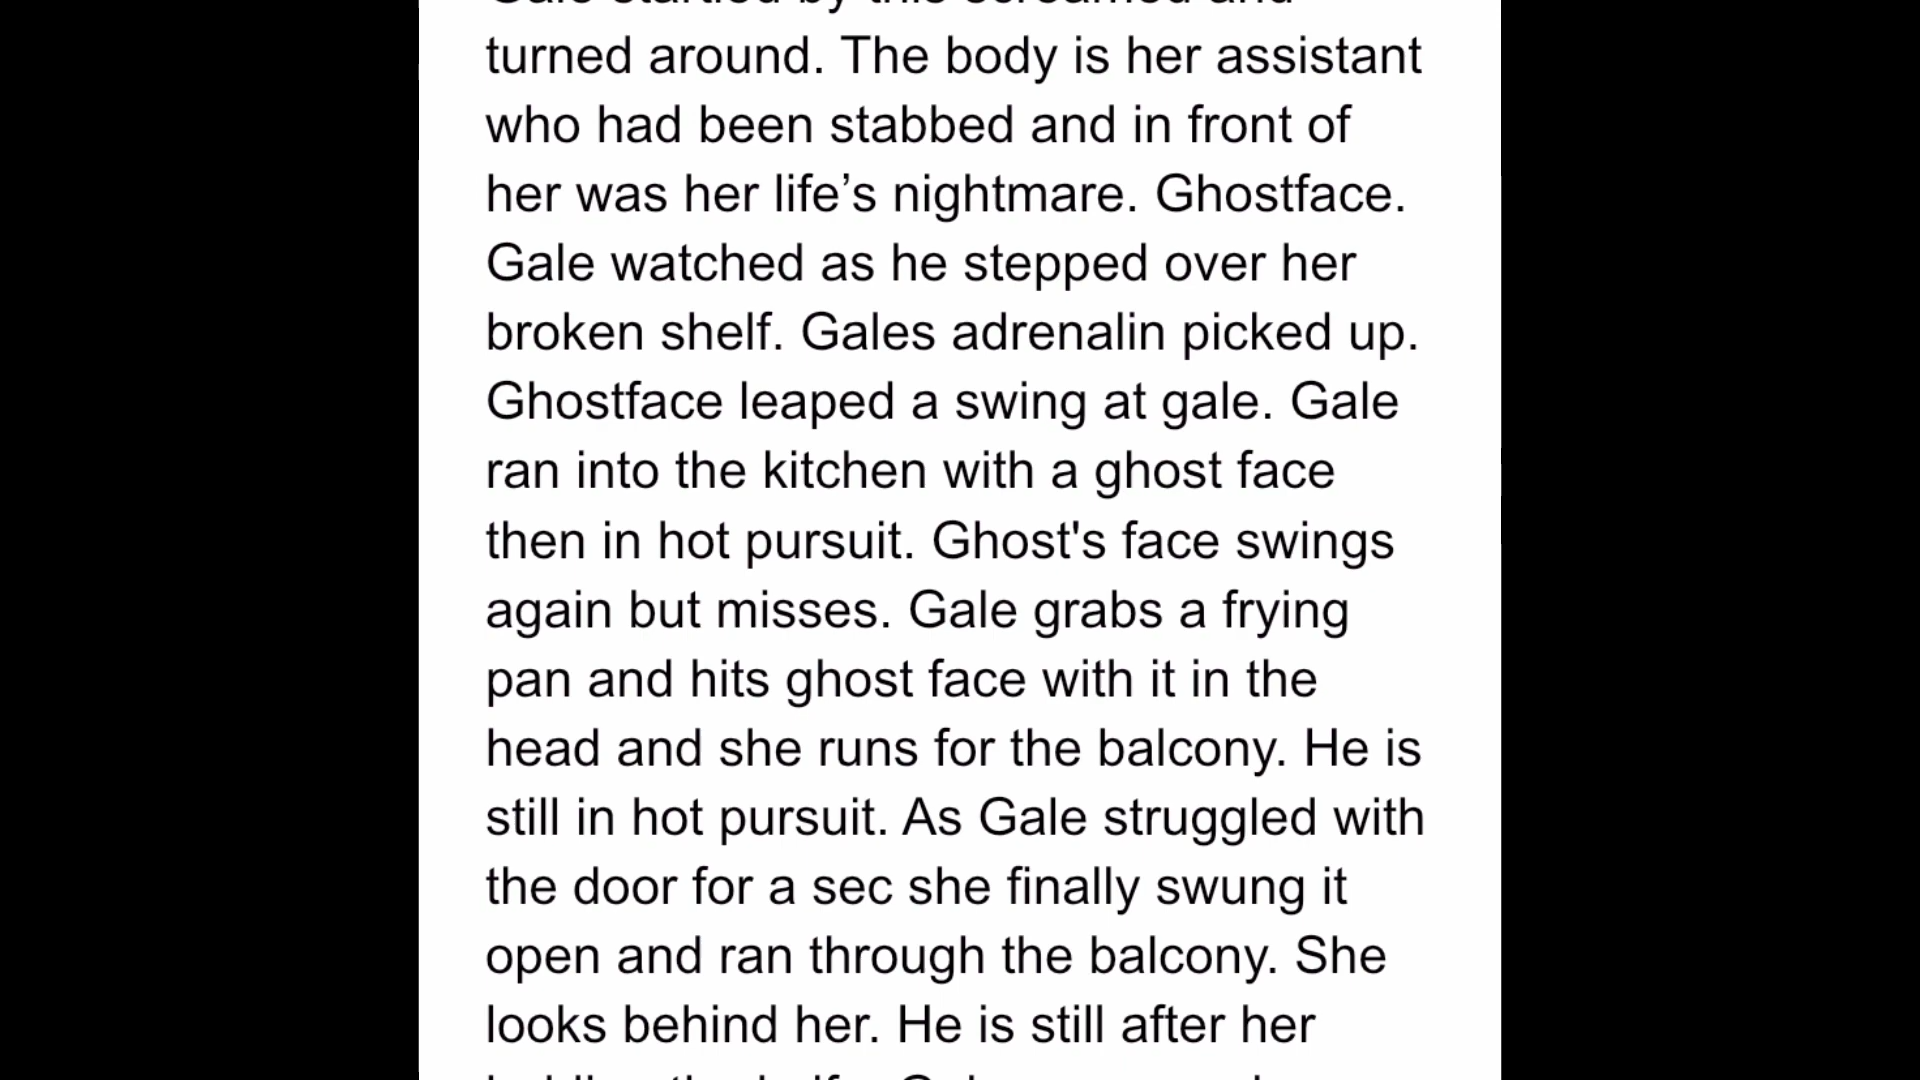 turned around. The body is her assistant
who had been stabbed and in front of
her was her life’s nightmare. Ghostface.
Gale watched as he stepped over her
broken shelf. Gales adrenalin picked up.
Ghostface leaped a swing at gale. Gale
ran into the kitchen with a ghost face
then in hot pursuit. Ghost's face swings
again but misses. Gale grabs a frying
pan and hits ghost face with it in the
head and she runs for the balcony. He is
still in hot pursuit. As Gale struggled with
the door for a sec she finally swung it
open and ran through the balcony. She
looks behind her. He is still after her